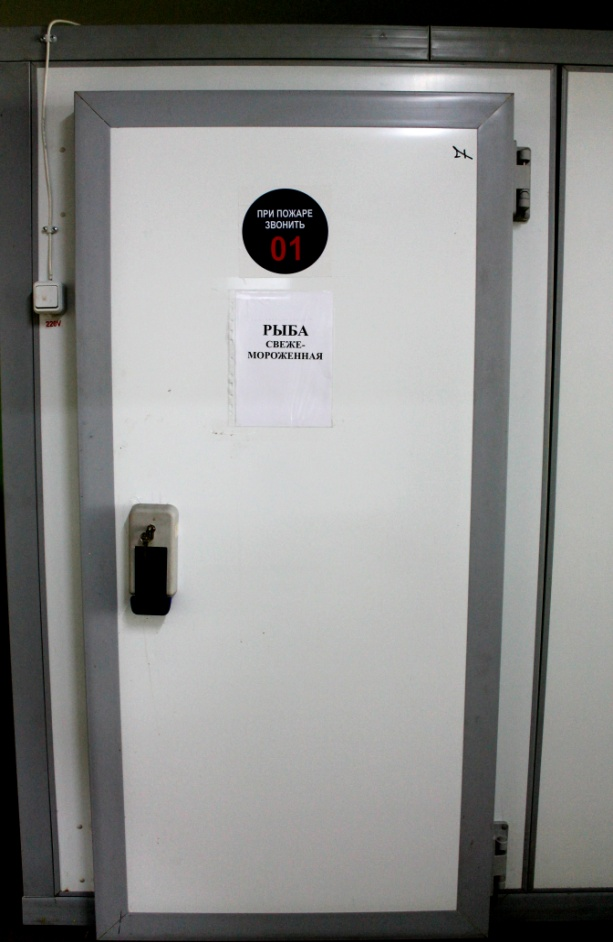 ПРИ ПОЖАРЕ
ЗВОНИТЬ
01
РЫБА
СВЕЖЕ-
МОРОЖЕННАЯ
220V